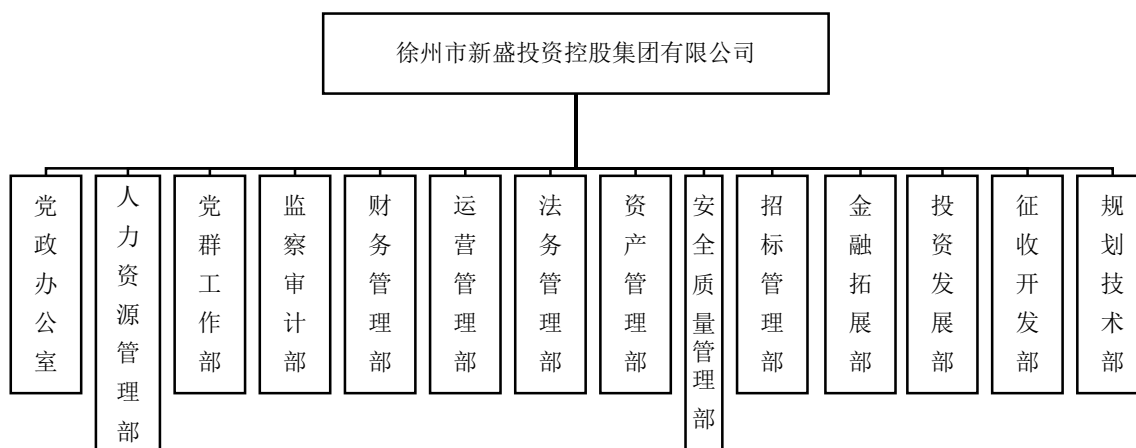 徐州市新盛投资控股集团有限公司
党政办公室
人力资源管理部
党群工作部
监察审计部
财务管理部
运营管理部
法务管理部
资产管理部
安全质量管理部
招标管理部
金融拓展部
投资发展部
征收开发部
规划技术部